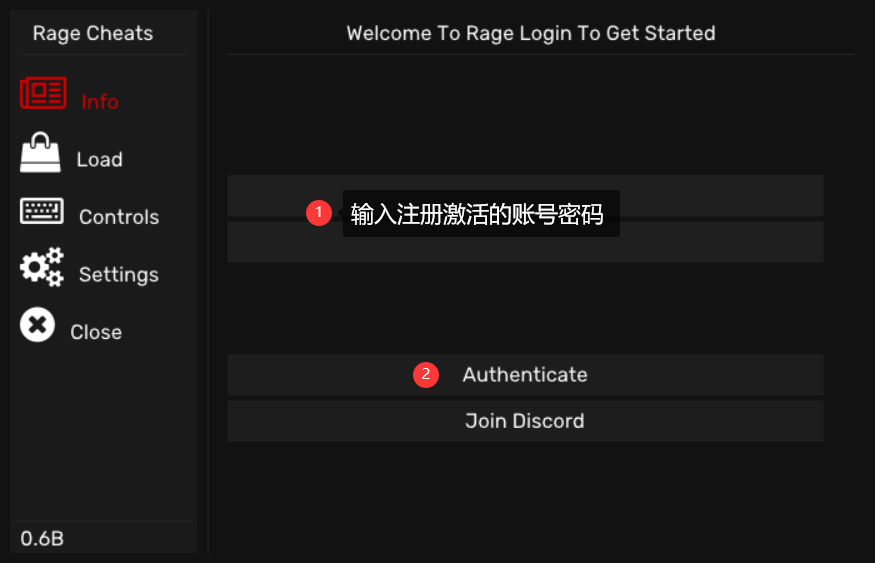 Rage Cheats
Info
Load
Controls
Settings
Close
0.6B
Welcome To Rage Login To Get Started
1 输入注册激活的账号密码
2 Authenticate
Join Discord